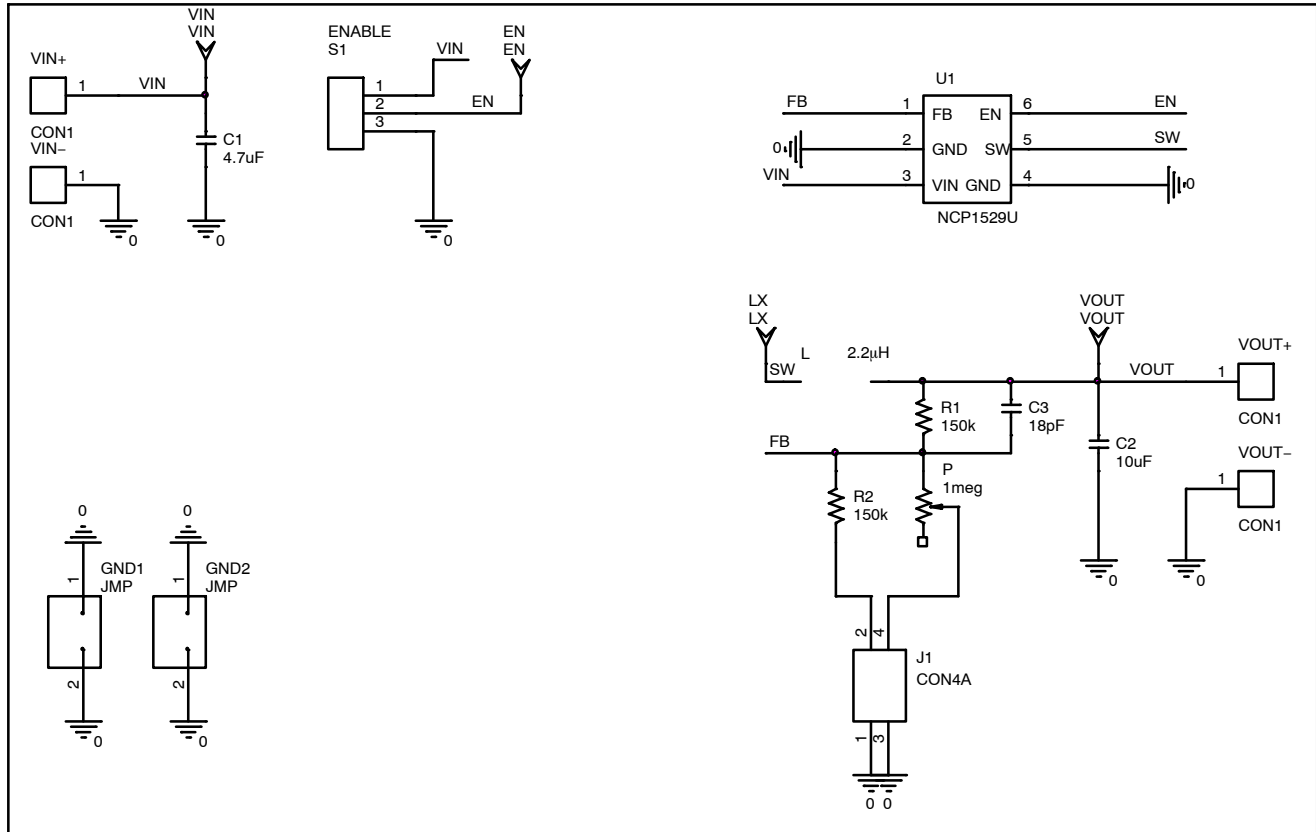 VIN
VIN
VIN+
1
VIN
CON1
C1
4.7uF
VIN−
1
CON1
0
0
ENABLE
S1
VIN
EN
EN
1
2
EN
3
0
U1
FB
1
FB
EN
6
EN
0
2
GND
SW
5
SW
VIN
3
VIN
GND
4
0
NCP1529U
LX
LX
SW
L
2.2μH
VOUT
VOUT
VOUT
1
VOUT+
CON1
R1
150k
C3
18pF
FB
C2
10uF
VOUT−
1
CON1
P
1meg
R2
150k
0
0
2
4
J1
CON4A
1
3
0 0
0
0
1
GND1
JMP
1
GND2
JMP
2
2
0
0